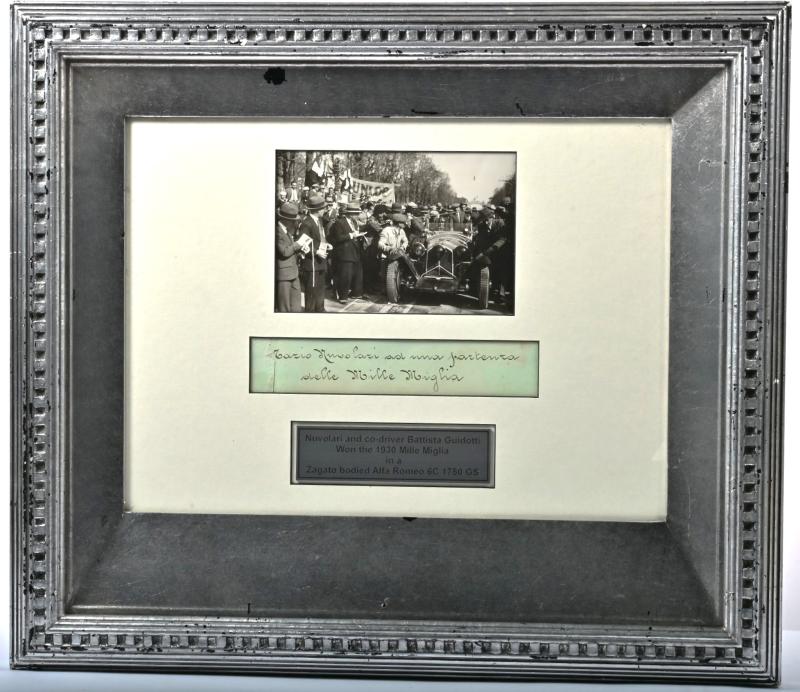 DUNLOP
Tazio Nuvolari ad una partenza
delle Mille Miglia
Nuvolari and co-driver Battista Guidotti
Won the 1930 Mille Miglia
in a
Zagato bodied Alfa Romeo 6C 1750 GS